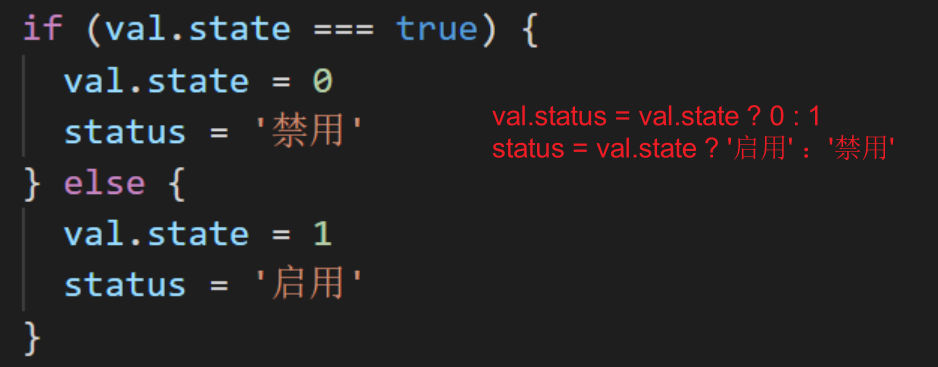 if (val.state === true) {
val.state = 0
status = '禁用'
} else {
val.state = 1
status = '启用'
}
val.status = val.state ? 0 : 1
status = val.state ? '启用' ： '禁用'